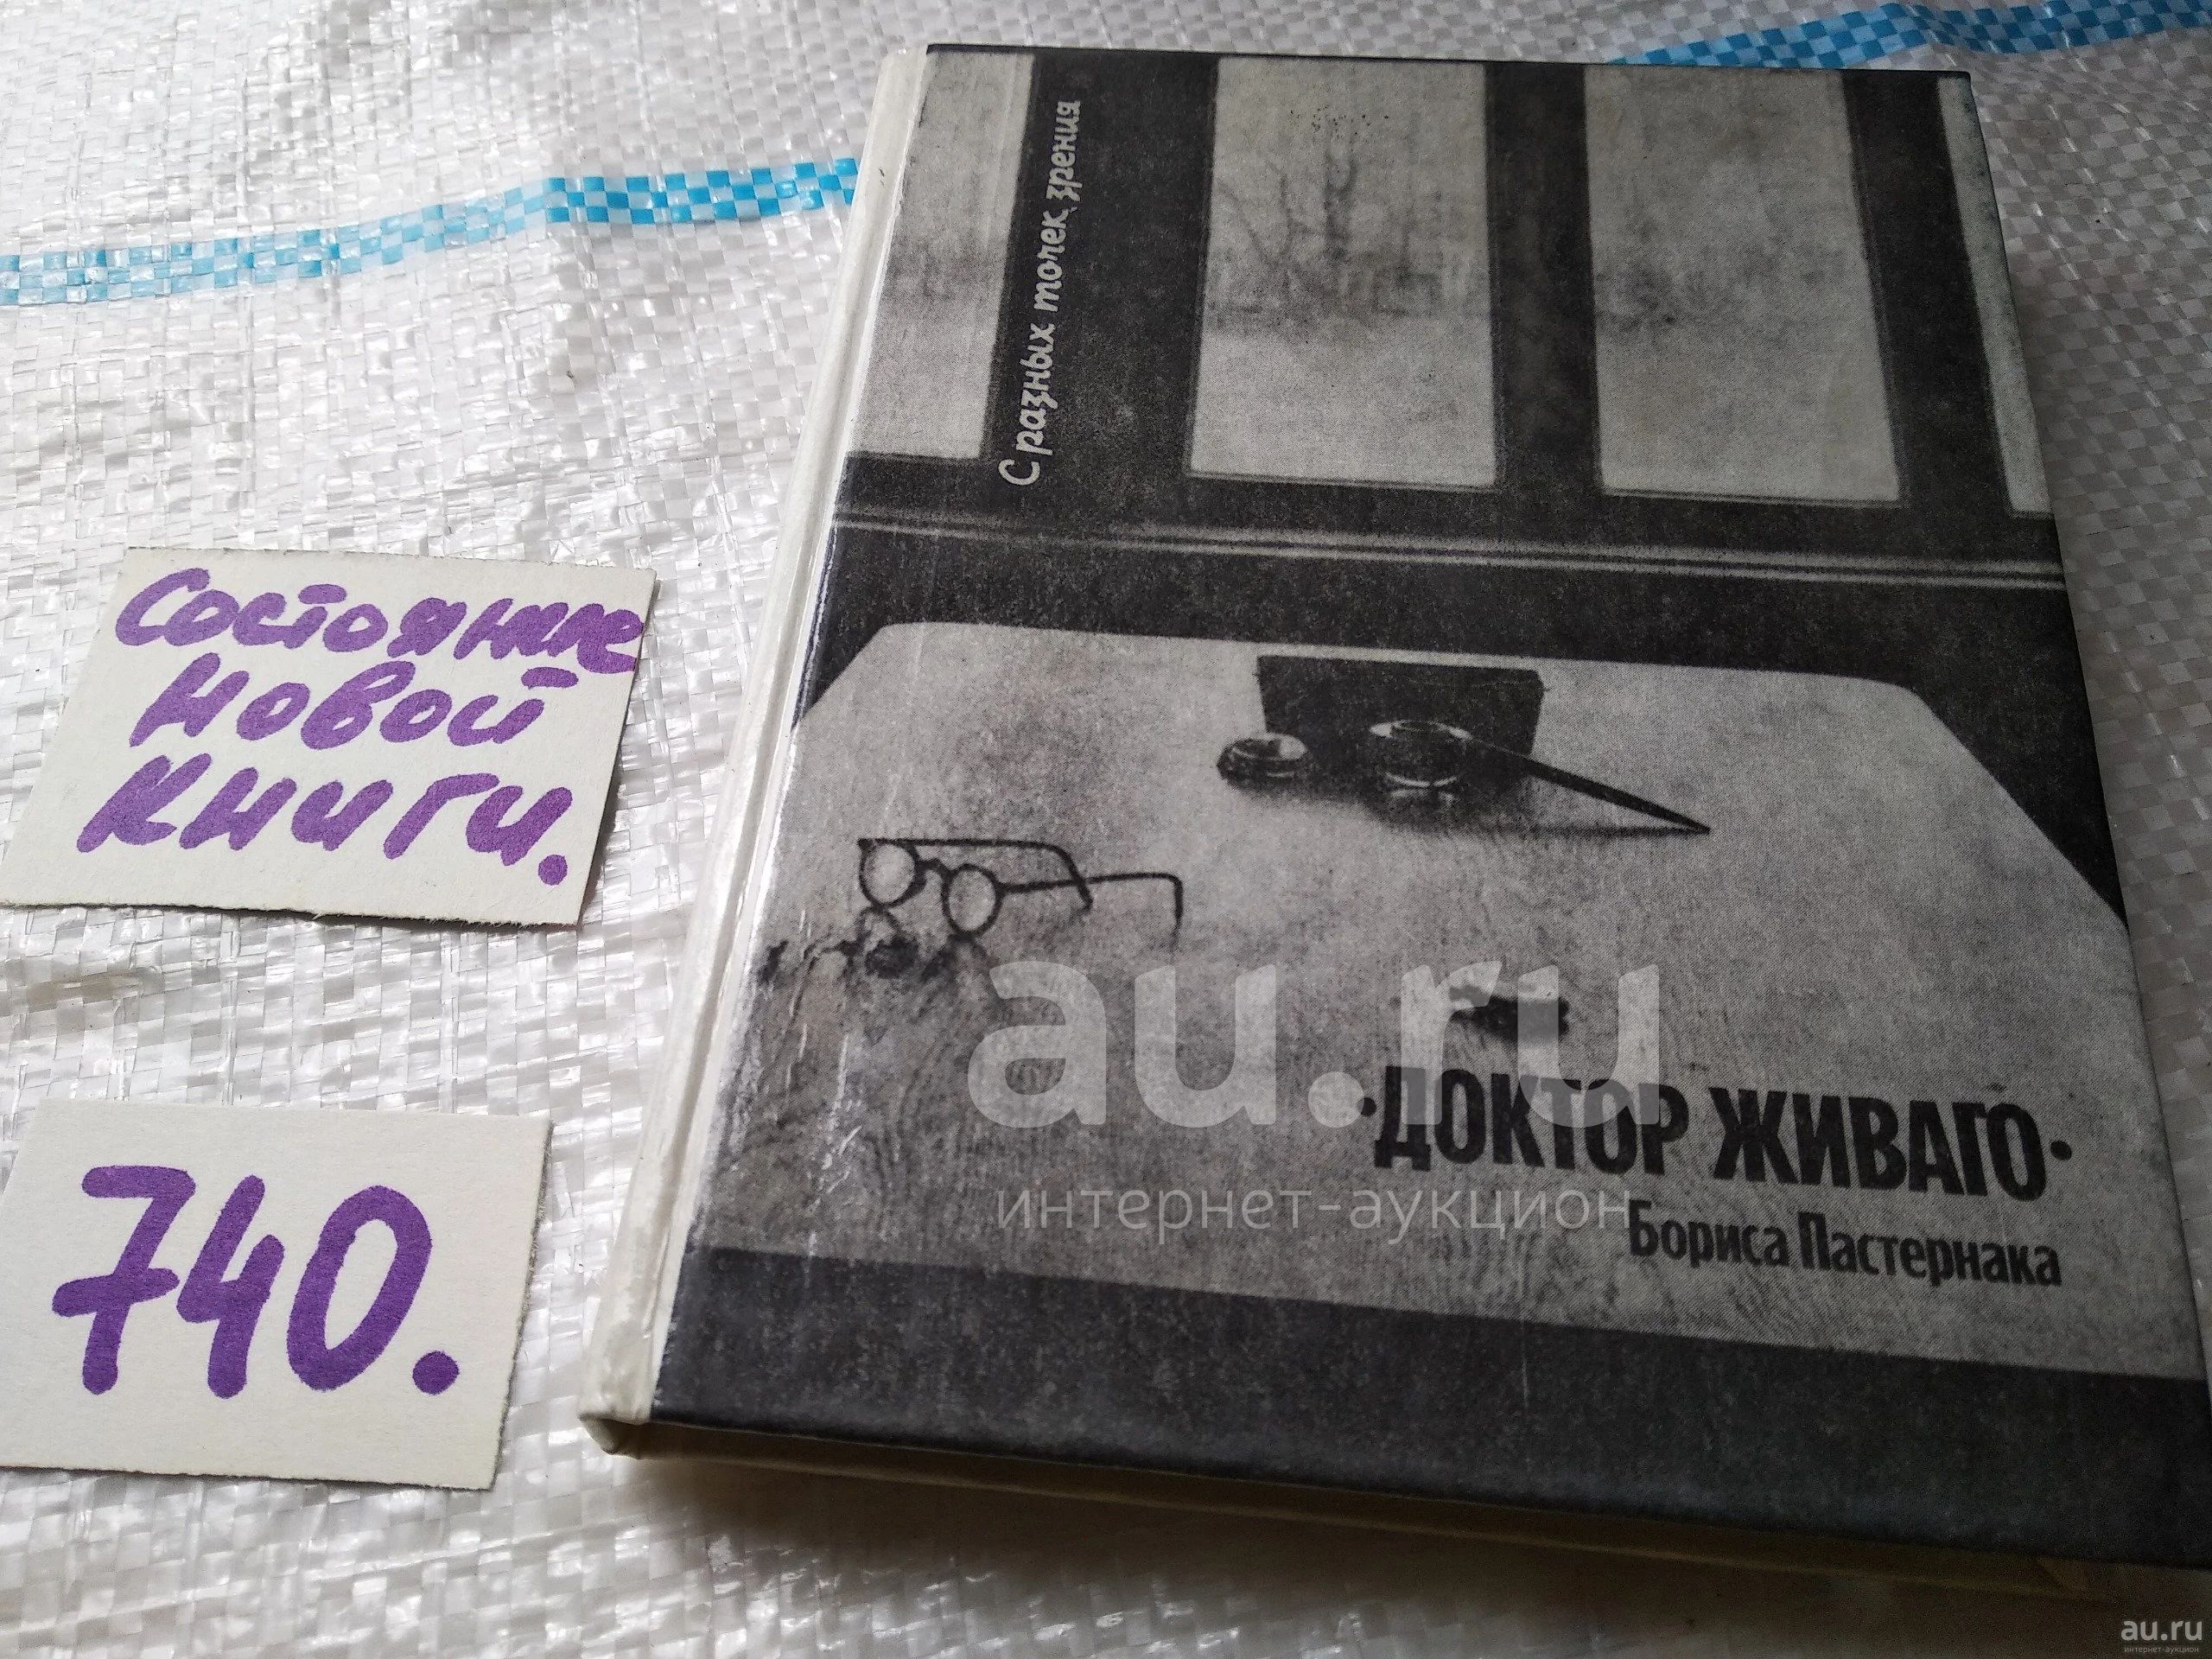 С разных точек зрения
Состояние
новой
книги.
740.
·ДОКТОР ЖИВАГО·
Бориса Пастернака
au.ru
интернет-аукцион
au.ru
интернет-аукцион